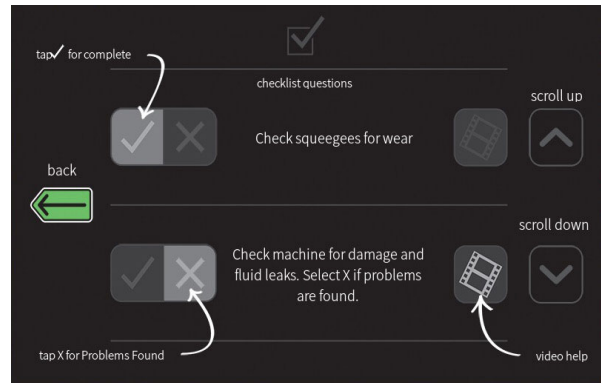 tap✓ for complete
checklist questions
scroll up
Check squeegees for wear
back
scroll down
Check machine for damage and
fluid leaks. Select X if problems
are found.
tap X for Problems Found
video help